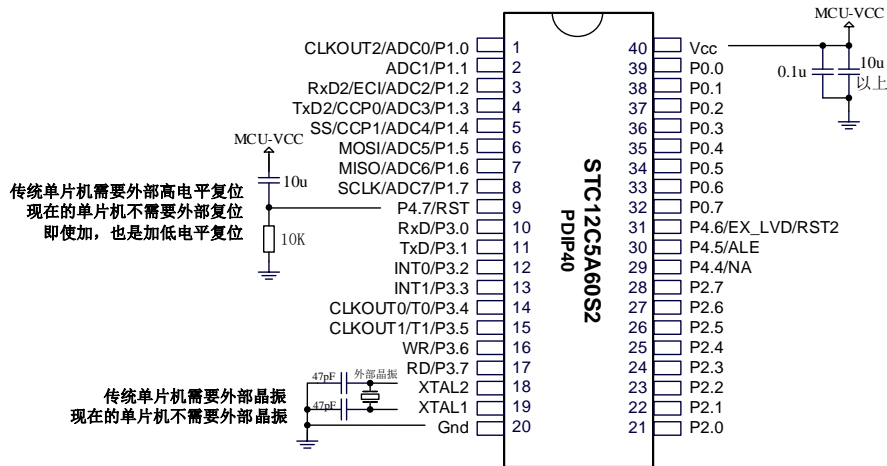 MCU-VCC
CLKOUT2/ADC0/P1.0 1 40 Vcc
ADC1/P1.1 2 39 P0.0
0.1u 10u
以上
RxD2/ECI/ADC2/P1.2 3 38 P0.1
TxD2/CCP0/ADC3/P1.3 4 37 P0.2
SS/CCP1/ADC4/P1.4 5 36 P0.3
MCU-VCC
MOSI/ADC5/P1.5 6 35 P0.4
MISO/ADC6/P1.6 7 34 P0.5
10u
SCLK/ADC7/P1.7 8 33 P0.6
传统单片机需要外部高电平复位
现在的单片机不需要外部复位
即使加，也是加低电平复位
P4.7/RST 9 32 P0.7
10K
RxD/P3.0 10 31 P4.6/EX_LVD/RST2
TxD/P3.1 11 30 P4.5/ALE
INT0/P3.2 12 29 P4.4/NA
INT1/P3.3 13 28 P2.7
CLKOUT0/T0/P3.4 14 27 P2.6
CLKOUT1/T1/P3.5 15 26 P2.5
WR/P3.6 16 25 P2.4
RD/P3.7 17 24 P2.3
47pF 外部晶振
XTAL2 18 23 P2.2
传统单片机需要外部晶振
现在的单片机不需要外部晶振
47pF
XTAL1 19 22 P2.1
Gnd 20 21 P2.0
STC12C5A60S2
PDIP40